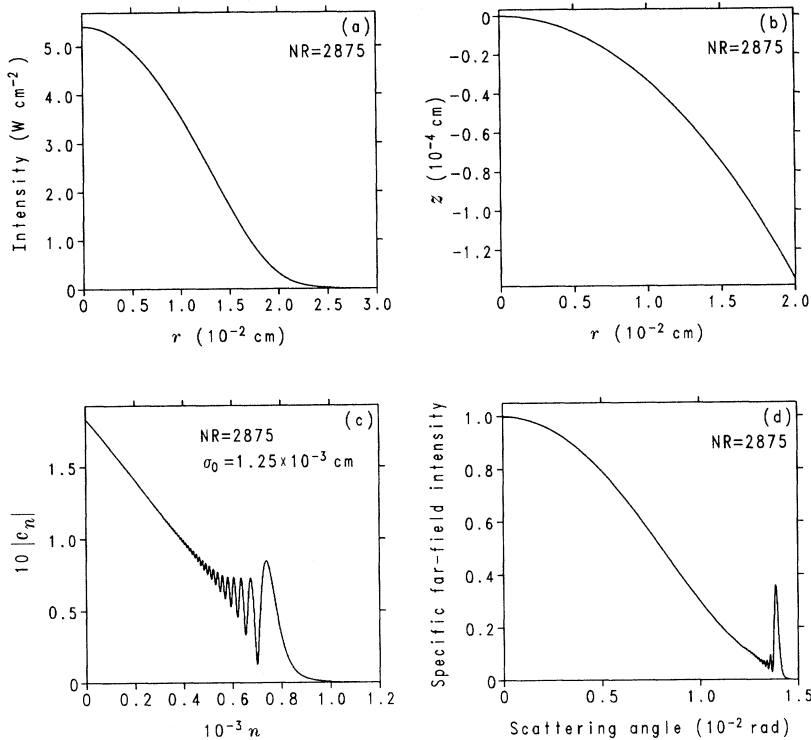 (a)
NR=2875
Intensity (W cm⁻²)
5.0
4.0
3.0
2.0
1.0
0
0 0.5 1.0 1.5 2.0 2.5 3.0
r (10⁻² cm)
(b)
NR=2875
z (10⁻⁴ cm)
0
-0.2
-0.4
-0.6
-0.8
-1.0
-1.2
0 0.5 1.0 1.5 2.0
r (10⁻² cm)
(c)
NR=2875
σ₀=1.25×10⁻³ cm
10 |cₙ|
1.5
1.0
0.5
0
0 0.2 0.4 0.6 0.8 1.0 1.2
10⁻³ n
(d)
NR=2875
Specific far-field intensity
1.0
0.8
0.6
0.4
0.2
0
0 0.5 1.0 1.5
Scattering angle (10⁻² rad)